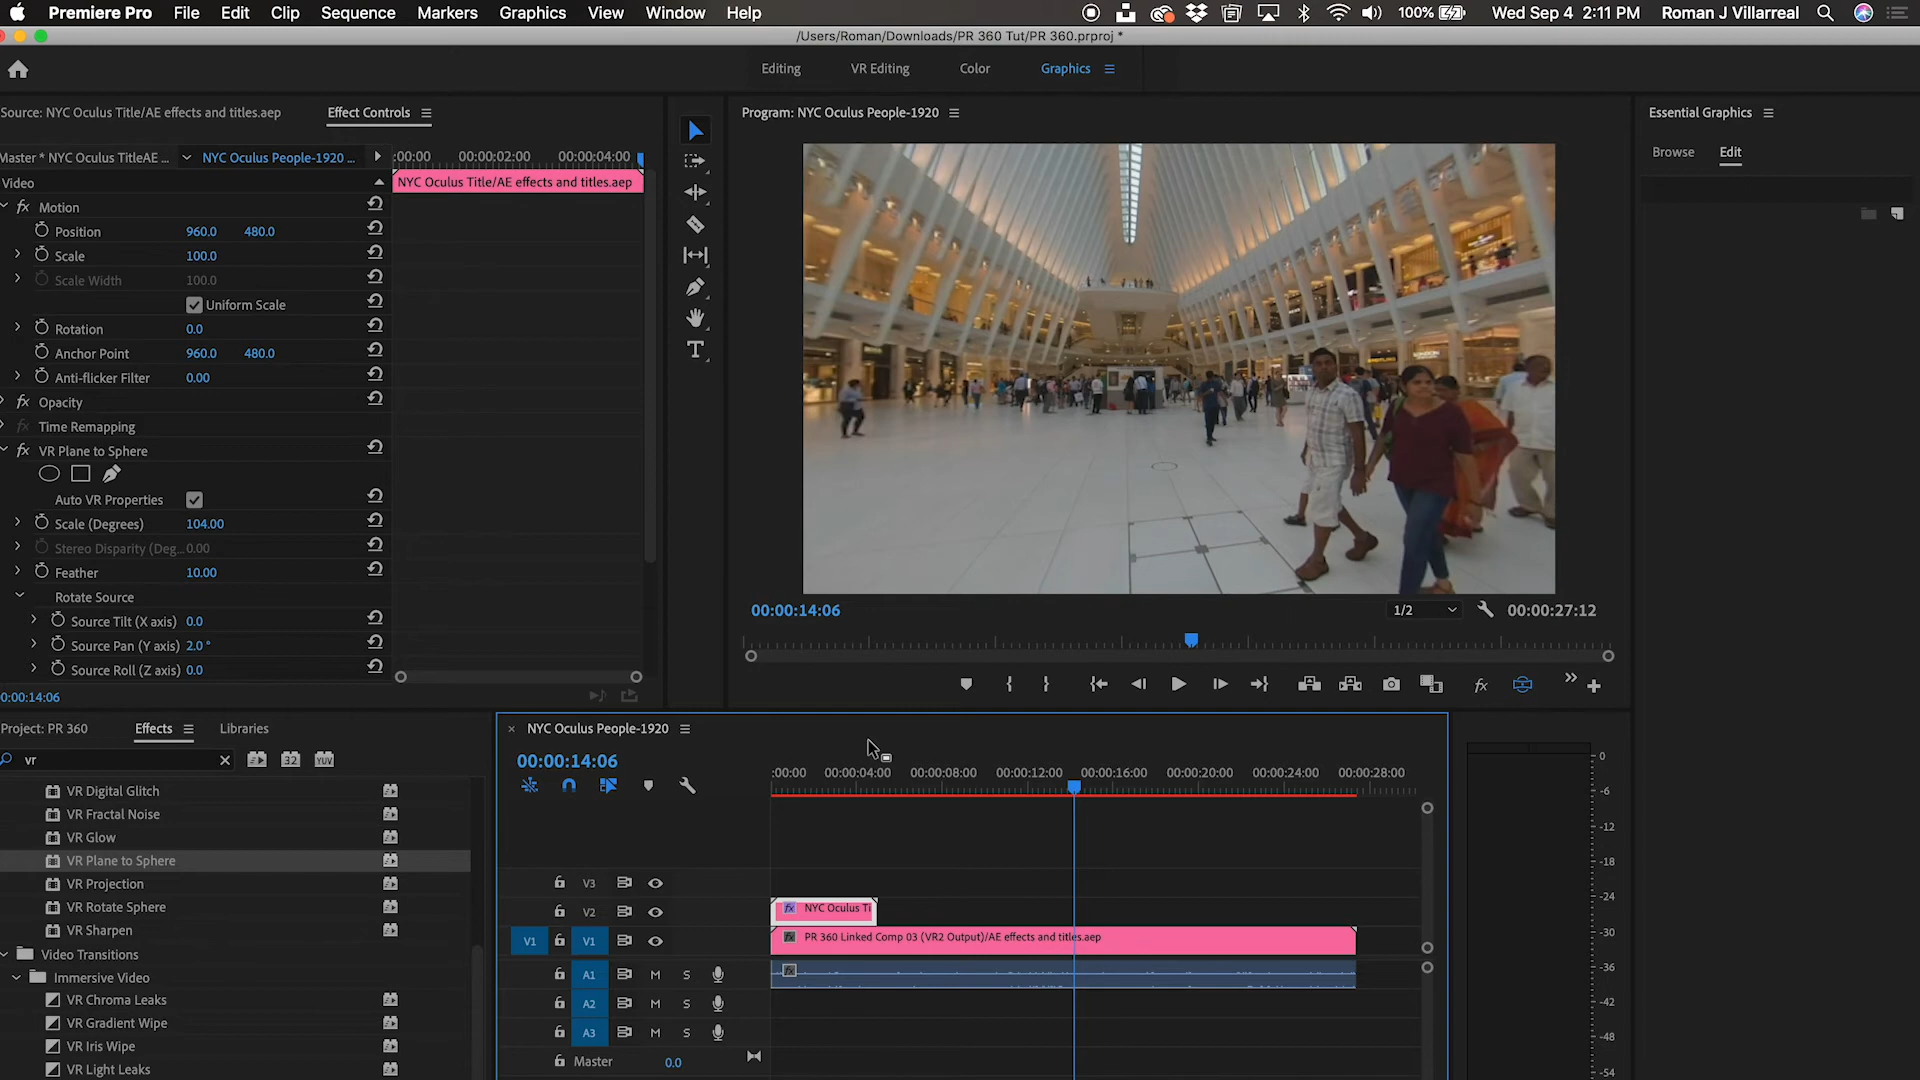 Premiere Pro File Edit Clip Sequence Markers Graphics View Window Help 100% Wed Sep 4 2:11 PM Roman J Villarreal
/Users/Roman/Downloads/PR 360 Tut/PR 360.prproj *
Editing VR Editing Color Graphics
Source: NYC Oculus Title/AE effects and titles.aep Effect Controls
Program: NYC Oculus People-1920
Essential Graphics
Browse Edit
Master * NYC Oculus TitleAE ... NYC Oculus People-1920 ... :00:00 00:00:02:00 00:00:04:00
Video NYC Oculus Title/AE effects and titles.aep
fx Motion
Position 960.0 480.0
Scale 100.0
Scale Width 100.0
Uniform Scale
Rotation 0.0
Anchor Point 960.0 480.0
Anti-flicker Filter 0.00
fx Opacity
fx Time Remapping
fx VR Plane to Sphere
Auto VR Properties
Scale (Degrees) 104.00
Stereo Disparity (Deg... 0.00
Feather 10.00
Rotate Source
Source Tilt (X axis) 0.0
Source Pan (Y axis) 2.0 °
Source Roll (Z axis) 0.0
0:00:14:06
00:00:14:06 1/2 00:00:27:12
fx
Project: PR 360 Effects Libraries
vr 32 YUV
VR Digital Glitch
VR Fractal Noise
VR Glow
VR Plane to Sphere
VR Projection
VR Rotate Sphere
VR Sharpen
Video Transitions
Immersive Video
VR Chroma Leaks
VR Gradient Wipe
VR Iris Wipe
VR Light Leaks
NYC Oculus People-1920
00:00:14:06
:00:00 00:00:04:00 00:00:08:00 00:00:12:00 00:00:16:00 00:00:20:00 00:00:24:00 00:00:28:00
V3
V2 fx NYC Oculus Ti
V1 V1 fx PR 360 Linked Comp 03 (VR2 Output)/AE effects and titles.aep
A1 M S fx
A2 M S
A3 M S
Master 0.0
0
-6
-12
-18
-24
-30
-36
-42
-48
-54